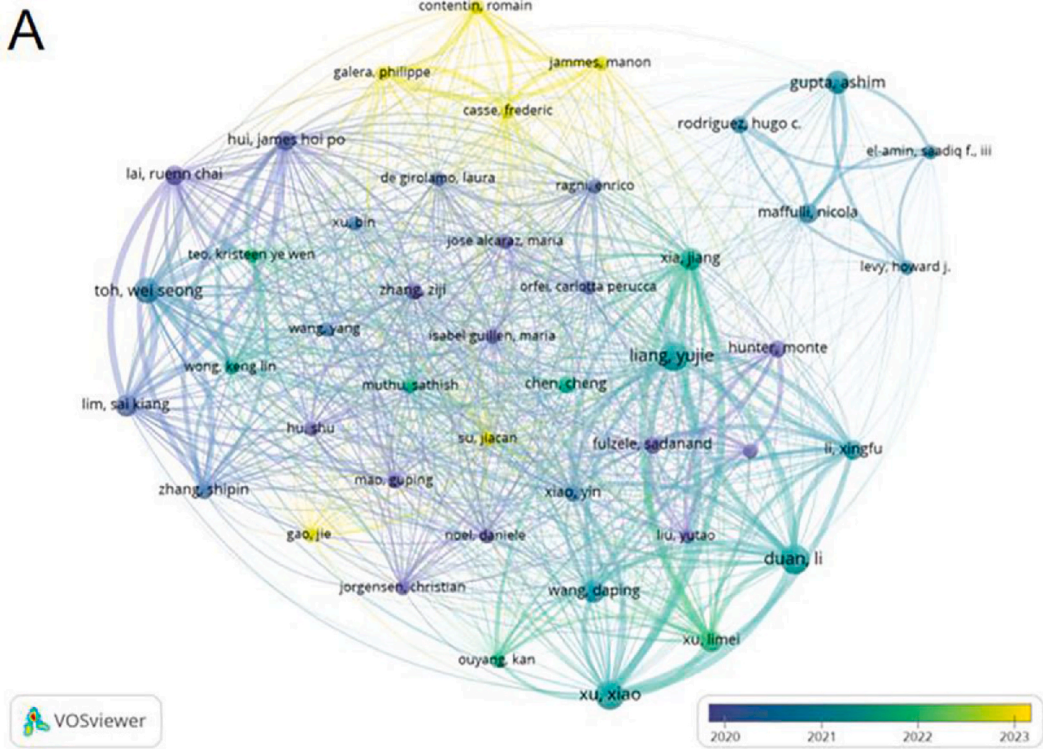 A
contentin, romain
galera, philippe
jammes, manon
casse, frederic
gupta, ashim
rodriguez, hugo c.
el-amin, saadiq f., iii
hui, james hoi po
lai, ruenn chai
de girolamo, laura
ragni, enrico
maffulli, nicola
xu, bin
jose alcaraz, maria
teo, kristeen ye wen
xia, jiang
levy, howard j.
toh, wei seong
zhang, ziji
orfei, carlotta perucca
wang, yang
isabel guillen, maria
liang, yujie
hunter, monte
wong, keng lin
muthu, sathish
chen, cheng
lim, sai kiang
hu, shu
su, jiacan
fulzele, sadanand
li, xingfu
zhang, shipin
mao, guping
xiao, yin
gao, jie
noel, daniele
liu, yutao
duan, li
jorgensen, christian
wang, daping
xu, limei
ouyang, kan
xu, xiao
VOSviewer
2020 2021 2022 2023